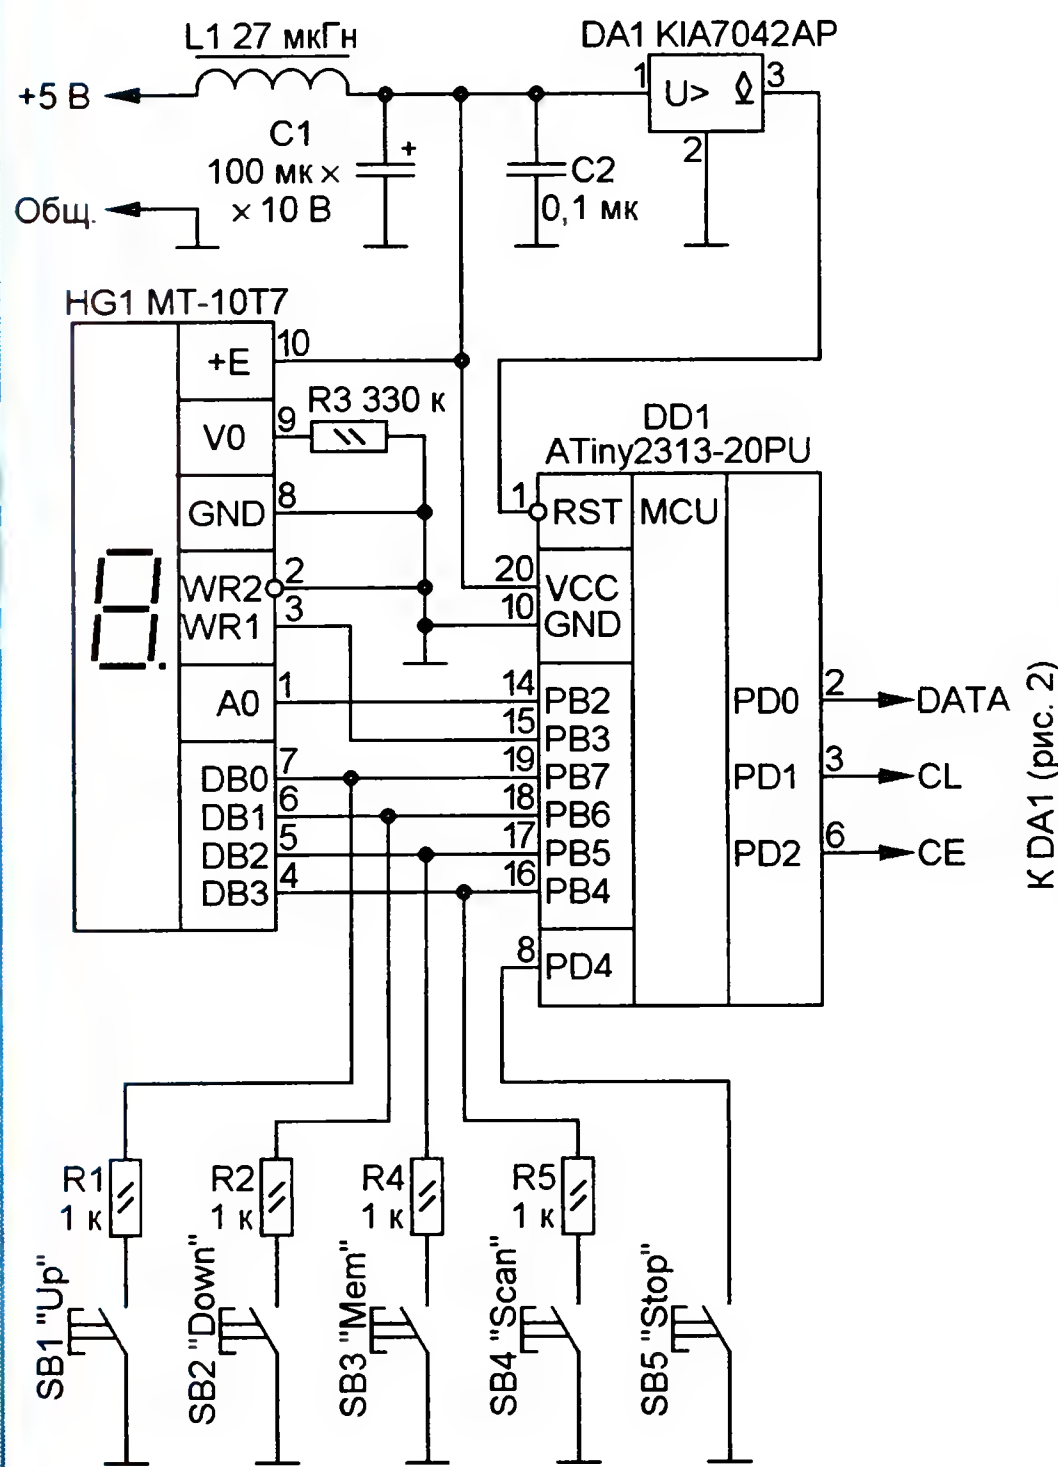 L1 27 мкГн
DA1 KIA7042AP
+5 В
1
U>
3
2
C1
100 мк ×
× 10 В
+
C2
0,1 мк
Общ.
HG1 MT-10T7
+E
10
V0
9
R3 330 к
GND
8
WR2
2
WR1
3
A0
1
DB0
7
DB1
6
DB2
5
DB3
4
DD1
ATiny2313-20PU
1
RST
MCU
20
VCC
10
GND
14
PB2
15
PB3
19
PB7
18
PB6
17
PB5
16
PB4
8
PD4
PD0
2
DATA
PD1
3
CL
PD2
6
CE
К DA1 (рис. 2)
R1
1 к
R2
1 к
R4
1 к
R5
1 к
SB1 "Up"
SB2 "Down"
SB3 "Mem"
SB4 "Scan"
SB5 "Stop"